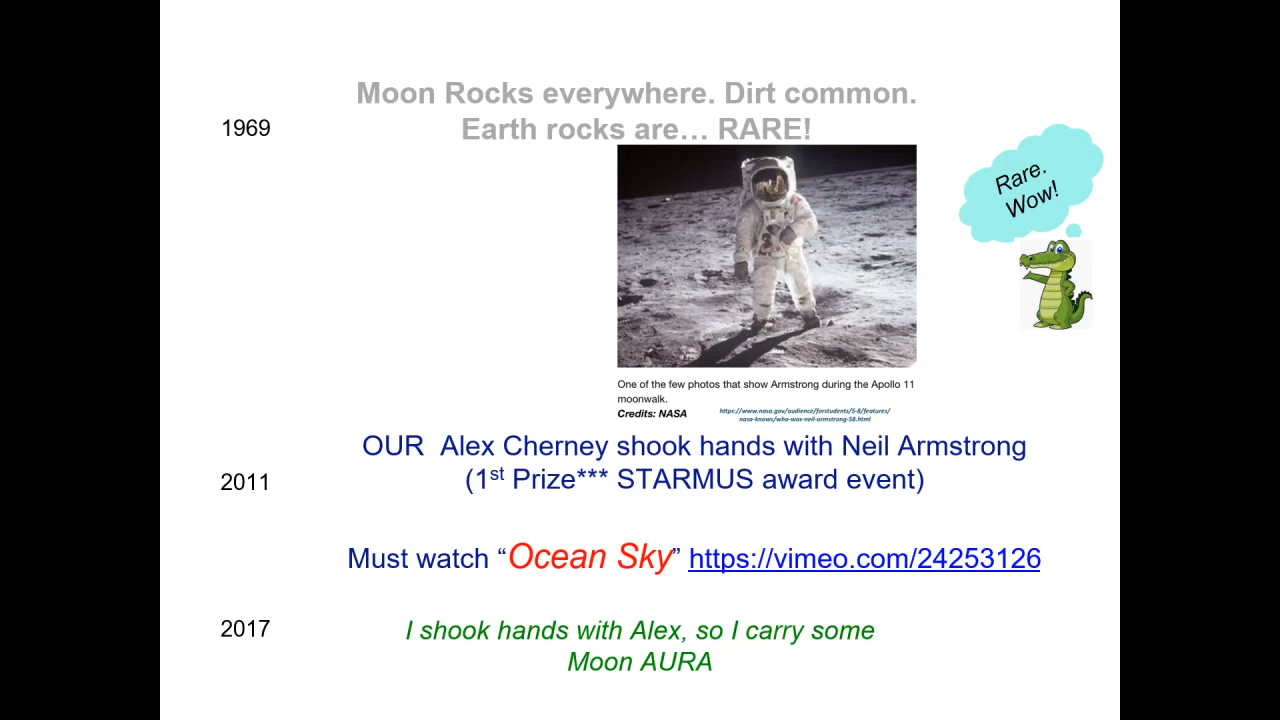 Moon Rocks everywhere. Dirt common.
Earth rocks are… RARE!
1969
Rare.
Wow!
One of the few photos that show Armstrong during the Apollo 11
moonwalk.
Credits: NASA
https://www.nasa.gov/audience/forstudents/5-8/features/
nasa-knows/who-was-neil-armstrong-58.html
OUR  Alex Cherney shook hands with Neil Armstrong
(1st Prize*** STARMUS award event)
2011
Must watch “Ocean Sky” https://vimeo.com/24253126
2017
I shook hands with Alex, so I carry some
Moon AURA